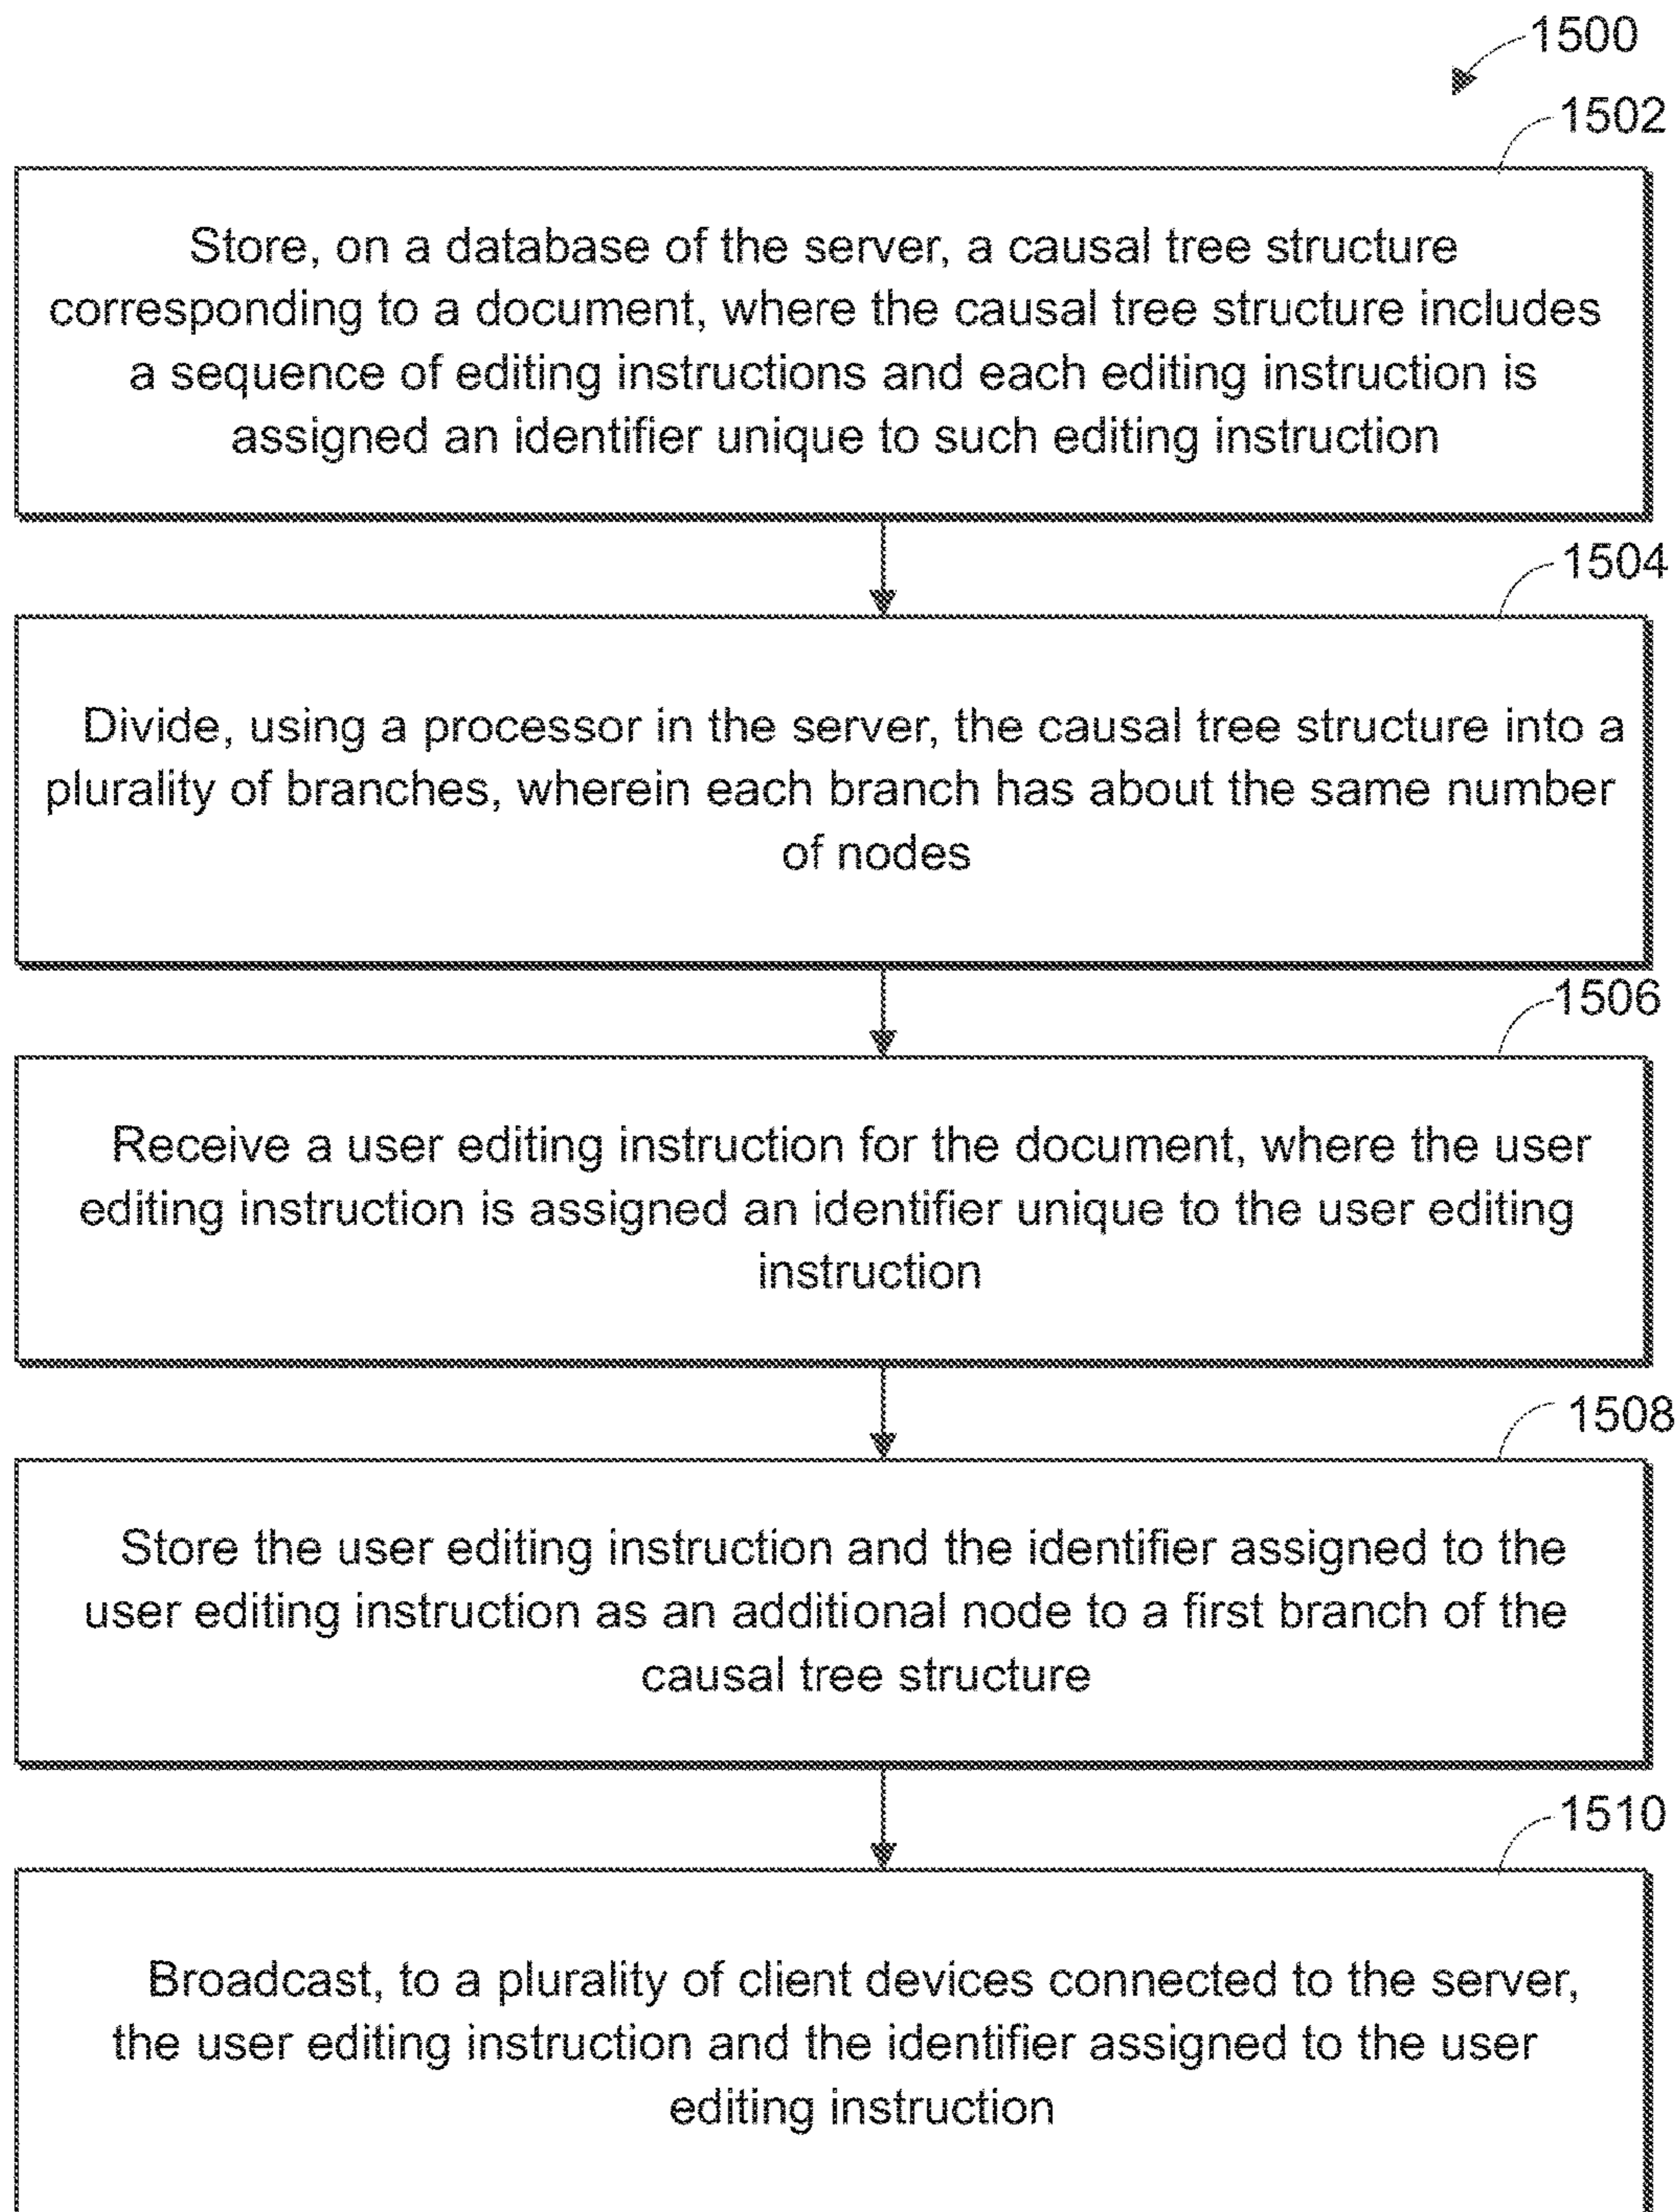 1500
1502
Store, on a database of the server, a causal tree structure
corresponding to a document, where the causal tree structure includes
a sequence of editing instructions and each editing instruction is
assigned an identifier unique to such editing instruction
1504
Divide, using a processor in the server, the causal tree structure into a
plurality of branches, wherein each branch has about the same number
of nodes
1506
Receive a user editing instruction for the document, where the user
editing instruction is assigned an identifier unique to the user editing
instruction
1508
Store the user editing instruction and the identifier assigned to the
user editing instruction as an additional node to a first branch of the
causal tree structure
1510
Broadcast, to a plurality of client devices connected to the server,
the user editing instruction and the identifier assigned to the user
editing instruction